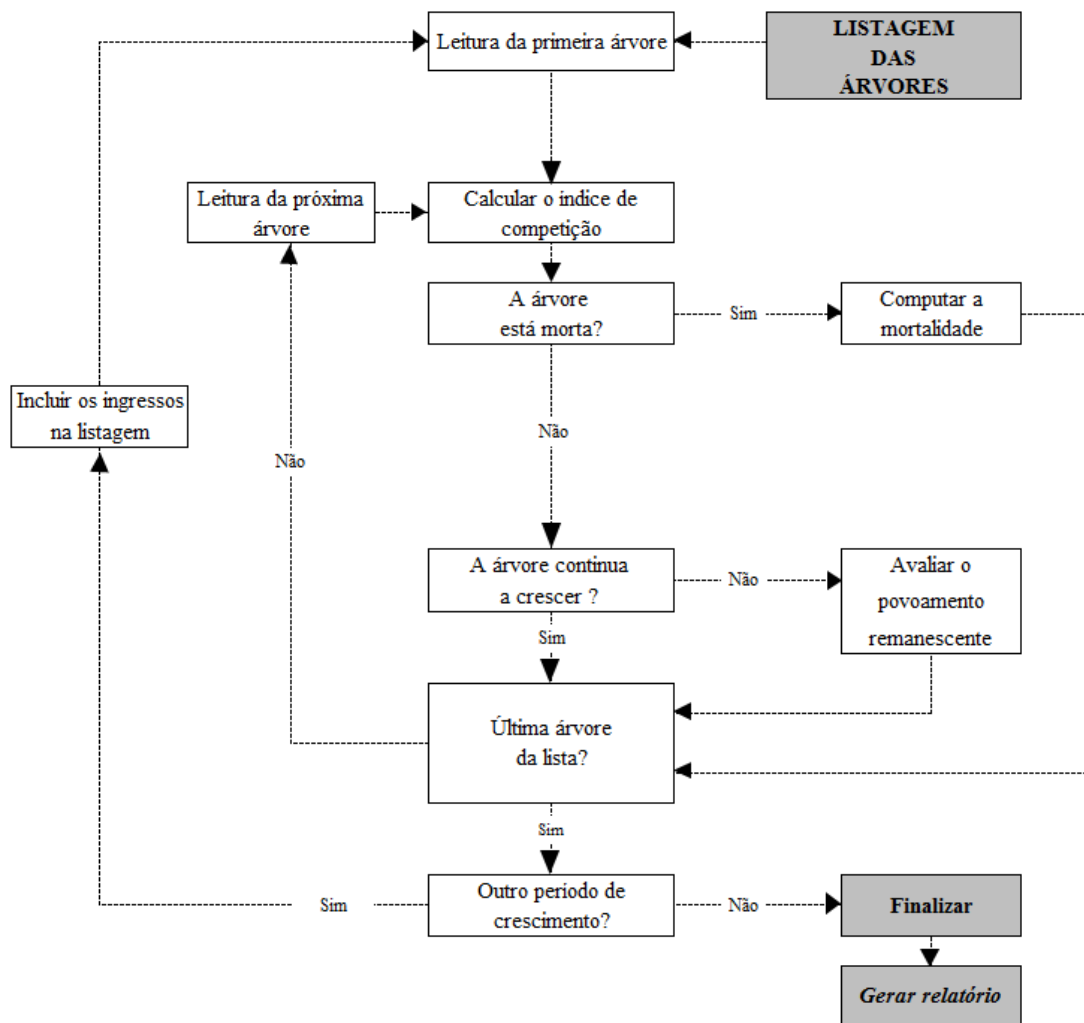 Leitura da primeira árvore
LISTAGEM
DAS
ÁRVORES
Leitura da próxima
árvore
Calcular o índice de
competição
A árvore
está morta?
Sim
Computar a
mortalidade
Incluir os ingressos
na listagem
Não
Não
A árvore continua
a crescer ?
Não
Avaliar o
povoamento
remanescente
Sim
Última árvore
da lista?
Sim
Sim
Outro período de
crescimento?
Não
Finalizar
Gerar relatório